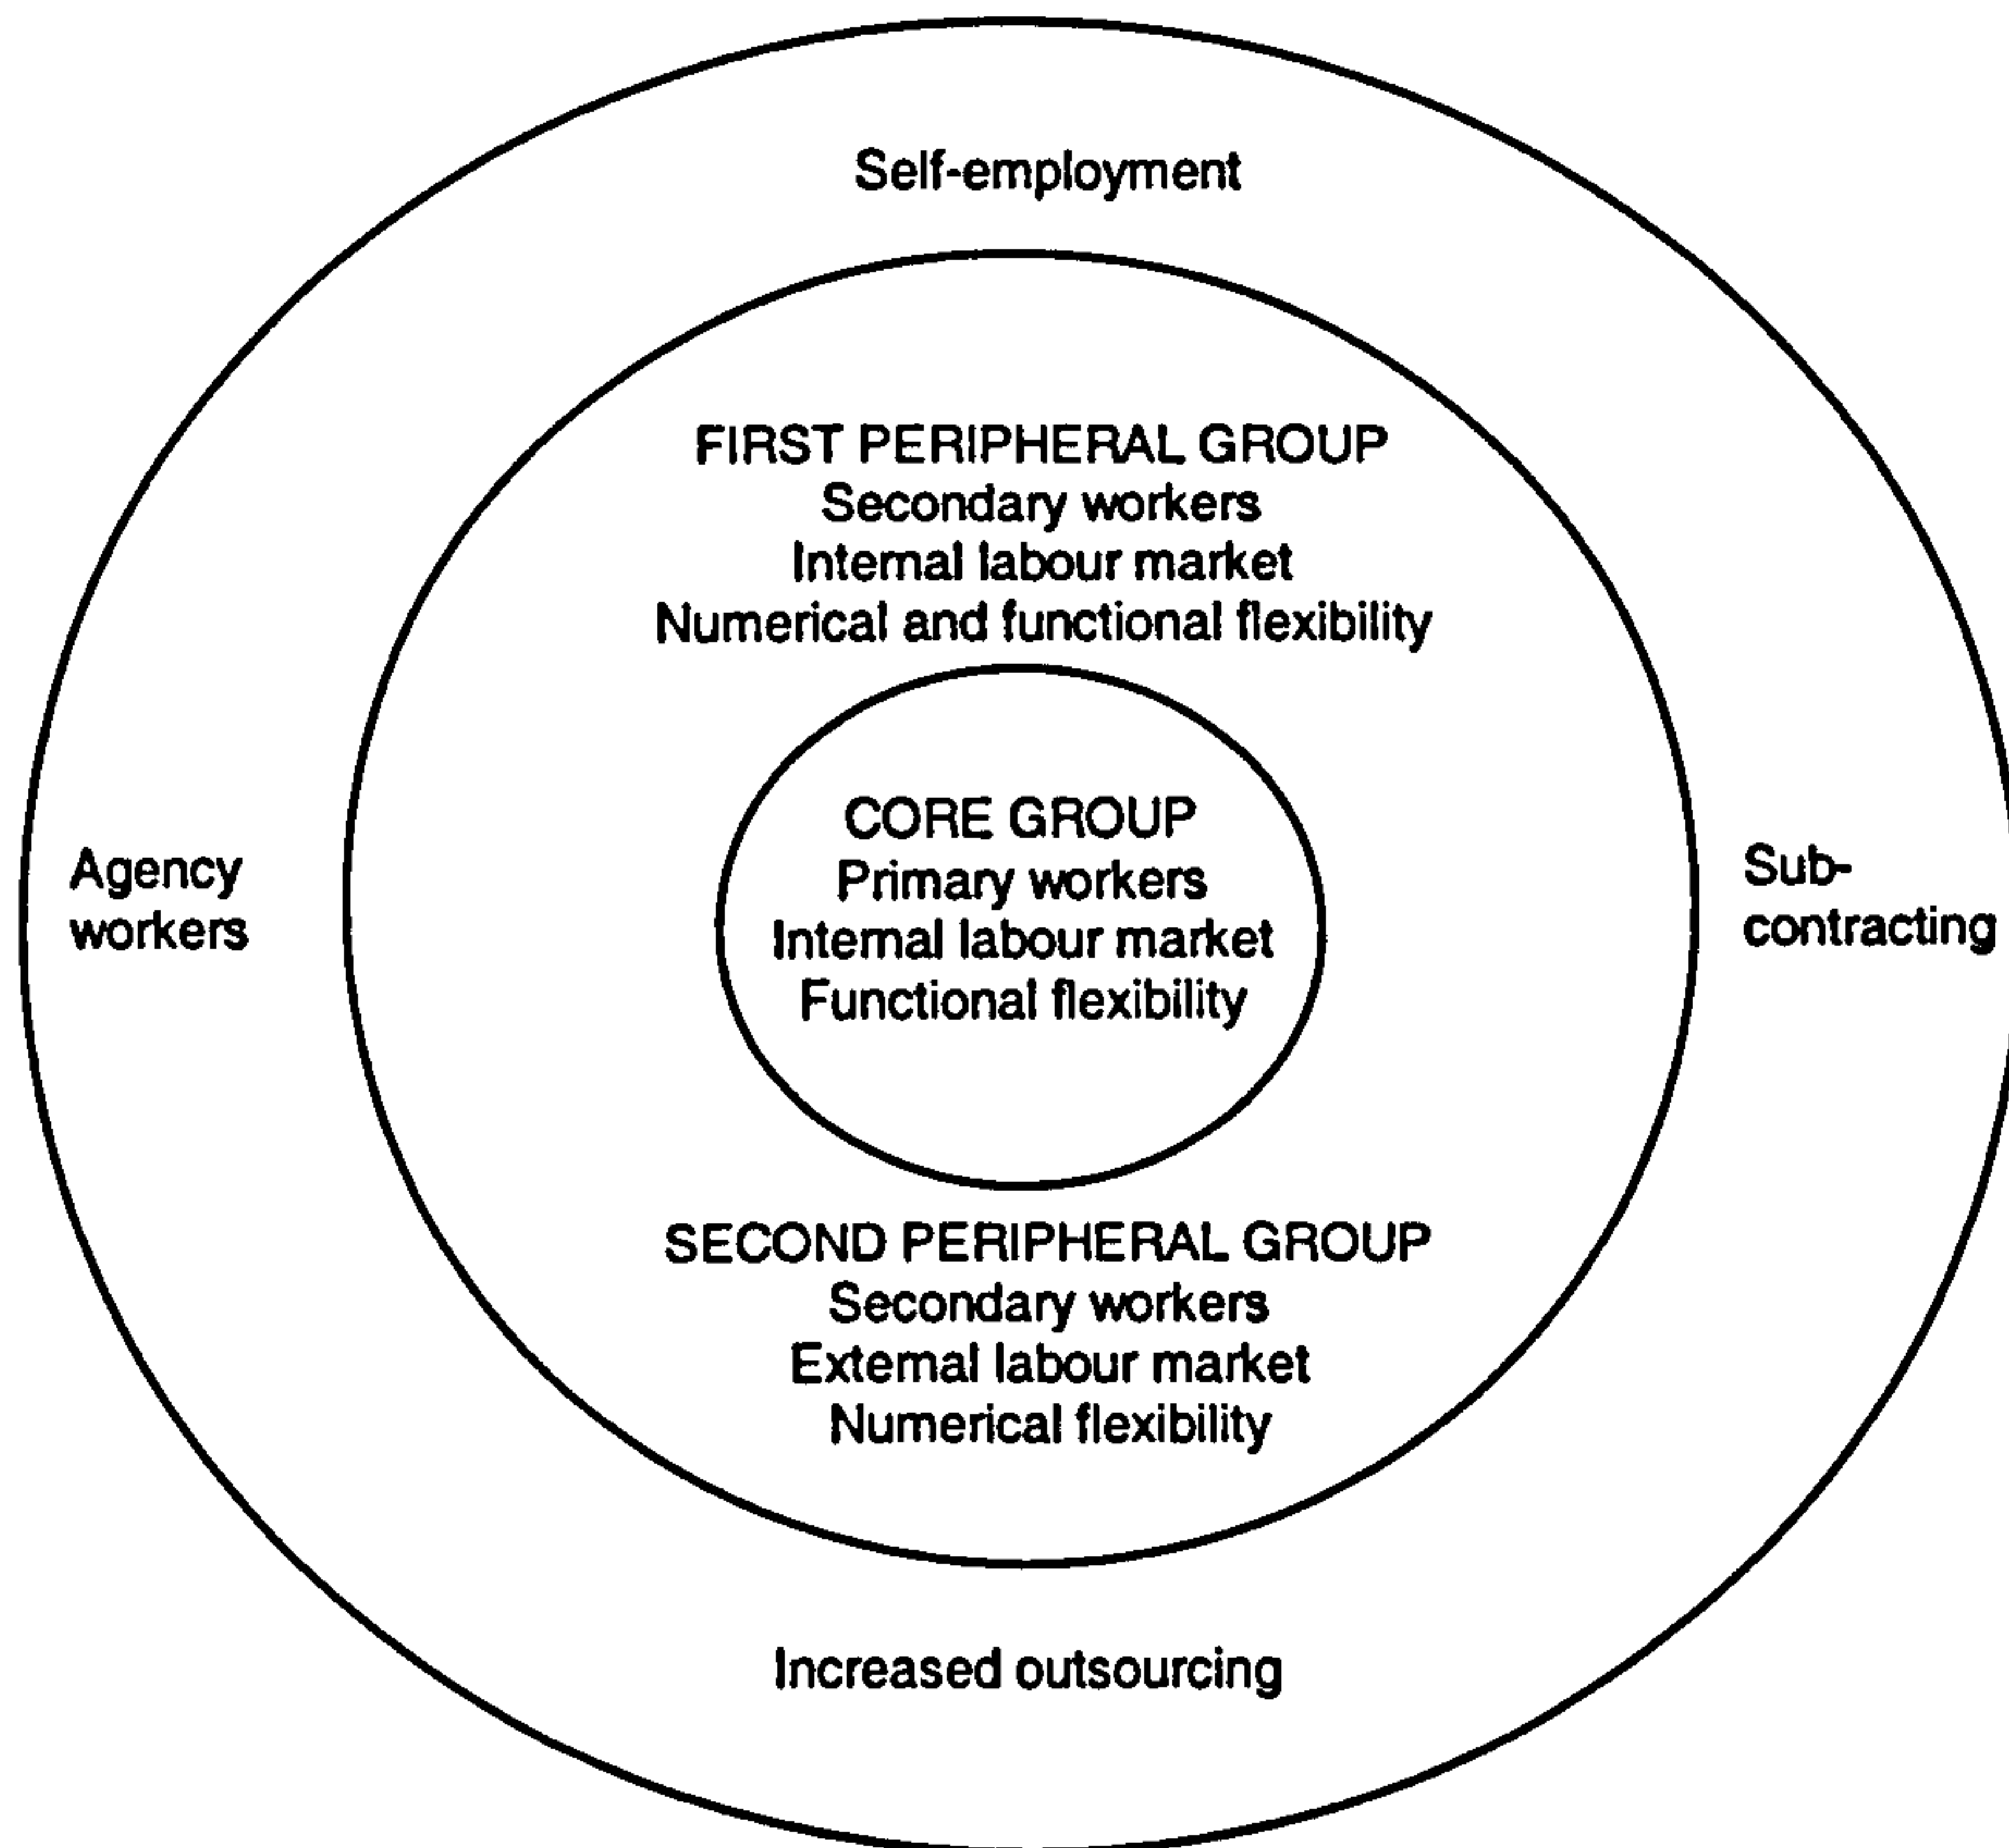 Self-employment
FIRST PERIPHERAL GROUP
Secondary workers
Internal labour market
Numerical and functional flexibility
CORE GROUP
Primary workers
Internal labour market
Functional flexibility
Agency
workers
Sub-
contracting
SECOND PERIPHERAL GROUP
Secondary workers
External labour market
Numerical flexibility
Increased outsourcing